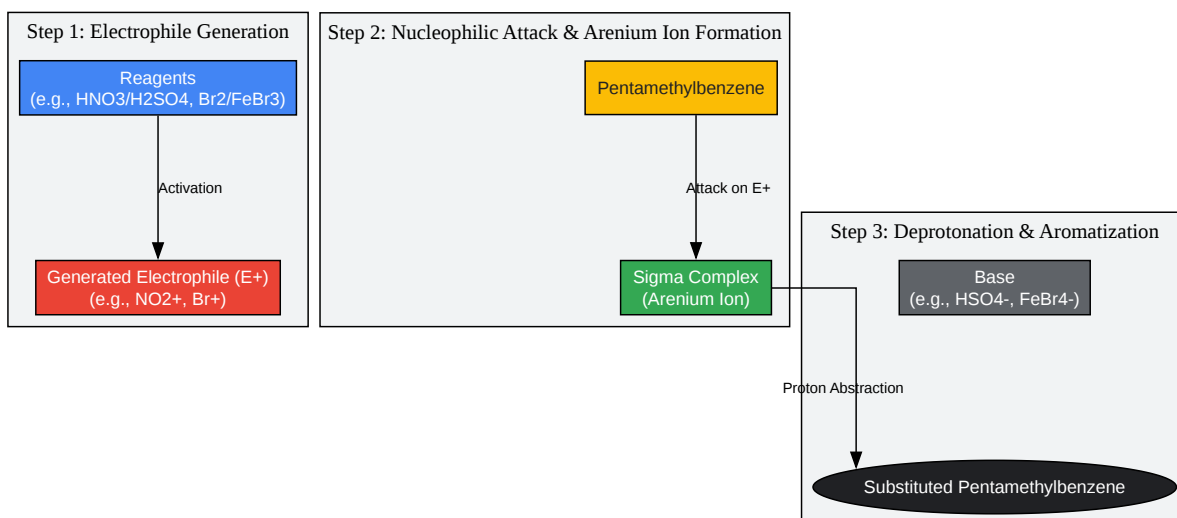 Step 1: Electrophile Generation
Reagents
(e.g., HNO3/H2SO4, Br2/FeBr3)
Activation
Generated Electrophile (E+)
(e.g., NO2+, Br+)
Step 2: Nucleophilic Attack & Arenium Ion Formation
Pentamethylbenzene
Attack on E+
Sigma Complex
(Arenium Ion)
Step 3: Deprotonation & Aromatization
Base
(e.g., HSO4-, FeBr4-)
Proton Abstraction
Substituted Pentamethylbenzene